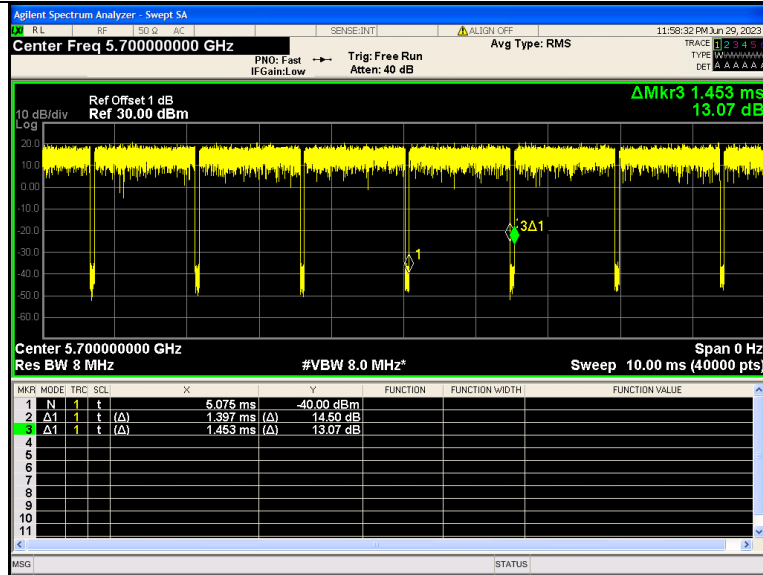 Agilent Spectrum Analyzer - Swept SA
RL RF 50 Ω AC SENSE:INT ALIGN OFF 11:58:32 PM Jun 29, 2023
Center Freq 5.700000000 GHz Avg Type: RMS TRACE 1 2 3 4 5
PNO: Fast Trig: Free Run TYPE
IFGain:Low Atten: 40 dB DET A A A A A
ΔMkr3 1.453 ms
Ref Offset 1 dB 13.07 dB
10 dB/div Ref 30.00 dBm
Log
20.0
10.0
0.00
-10.0
-20.0
3Δ1
-30.0
1
-40.0
-50.0
-60.0
Center 5.700000000 GHz Span 0 Hz
Res BW 8 MHz #VBW 8.0 MHz* Sweep 10.00 ms (40000 pts)
MKR MODE TRC SCL X Y FUNCTION FUNCTION WIDTH FUNCTION VALUE
1 N 1 t 5.075 ms -40.00 dBm
2 Δ1 1 t (Δ) 1.397 ms (Δ) 14.50 dB
3 Δ1 1 t (Δ) 1.453 ms (Δ) 13.07 dB
4
5
6
7
8
9
10
11
MSG STATUS